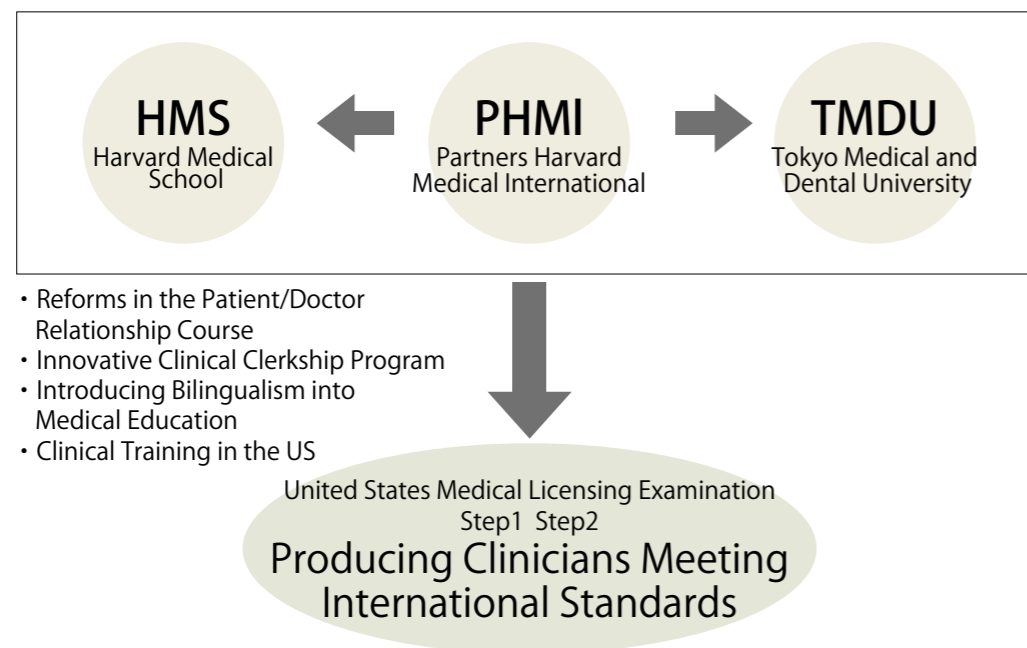 HMS
Harvard Medical
School
PHMI
Partners Harvard
Medical International
TMDU
Tokyo Medical and
Dental University
・Reforms in the Patient/Doctor
Relationship Course
・Innovative Clinical Clerkship Program
・Introducing Bilingualism into
Medical Education
・Clinical Training in the US
United States Medical Licensing Examination
Step1 Step2
Producing Clinicians Meeting
International Standards